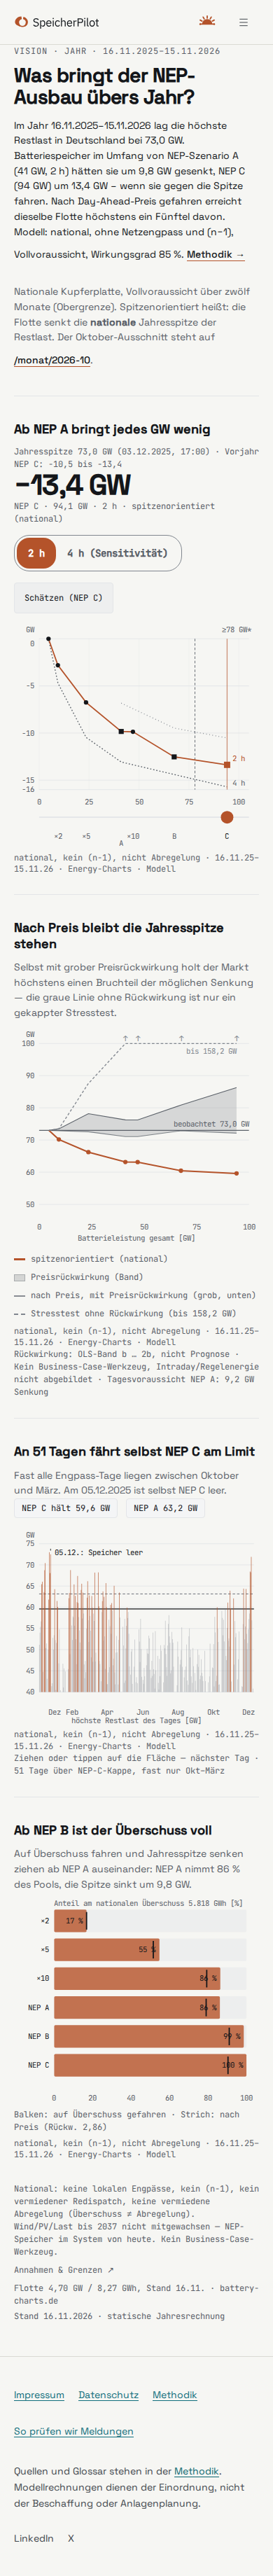 SpeicherPilot
VISION · JAHR · 16.11.2025–15.11.2026
Was bringt der NEP-
Ausbau übers Jahr?
Im Jahr 16.11.2025–15.11.2026 lag die höchste
Restlast in Deutschland bei 73,0 GW.
Batteriespeicher im Umfang von NEP-Szenario A
(41 GW, 2 h) hätten sie um 9,8 GW gesenkt, NEP C
(94 GW) um 13,4 GW – wenn sie gegen die Spitze
fahren. Nach Day-Ahead-Preis gefahren erreicht
dieselbe Flotte höchstens ein Fünftel davon.
Modell: national, ohne Netzengpass und (n−1),
Vollvoraussicht, Wirkungsgrad 85 %. Methodik →
Nationale Kupferplatte, Vollvoraussicht über zwölf
Monate (Obergrenze). Spitzenorientiert heißt: die
Flotte senkt die nationale Jahresspitze der
Restlast. Der Oktober-Ausschnitt steht auf
/monat/2026-10.
Ab NEP A bringt jedes GW wenig
Jahresspitze 73,0 GW (03.12.2025, 17:00) · Vorjahr
NEP C: -10,5 bis -13,4
−13,4 GW
NEP C · 94,1 GW · 2 h · spitzenorientiert
(national)
2 h
4 h (Sensitivität)
Schätzen (NEP C)
GW
≥78 GW*
0
-5
-10
-15
-16
2 h
4 h
0 25 50 75 100
×2 ×5 ×10 B C
A
national, kein (n-1), nicht Abregelung · 16.11.25–
15.11.26 · Energy-Charts · Modell
Nach Preis bleibt die Jahresspitze
stehen
Selbst mit grober Preisrückwirkung holt der Markt
höchstens einen Bruchteil der möglichen Senkung
— die graue Linie ohne Rückwirkung ist nur ein
gekappter Stresstest.
GW
100
90
80
70
60
50
bis 158,2 GW
beobachtet 73,0 GW
0 25 50 75 100
Batterieleistung gesamt [GW]
spitzenorientiert (national)
Preisrückwirkung (Band)
nach Preis, mit Preisrückwirkung (grob, unten)
Stresstest ohne Rückwirkung (bis 158,2 GW)
national, kein (n-1), nicht Abregelung · 16.11.25–
15.11.26 · Energy-Charts · Modell
Rückwirkung: OLS-Band b … 2b, nicht Prognose ·
Kein Business-Case-Werkzeug, Intraday/Regelenergie
nicht abgebildet · Tagesvoraussicht NEP A: 9,2 GW
Senkung
An 51 Tagen fährt selbst NEP C am Limit
Fast alle Engpass-Tage liegen zwischen Oktober
und März. Am 05.12.2025 ist selbst NEP C leer.
NEP C hält 59,6 GW
NEP A 63,2 GW
GW
75
70
65
60
55
50
45
40
05.12.: Speicher leer
Dez Feb Apr Jun Aug Okt Dez
höchste Restlast des Tages [GW]
national, kein (n-1), nicht Abregelung · 16.11.25–
15.11.26 · Energy-Charts · Modell
Ziehen oder tippen auf die Fläche — nächster Tag ·
51 Tage über NEP-C-Kappe, fast nur Okt–März
Ab NEP B ist der Überschuss voll
Auf Überschuss fahren und Jahresspitze senken
ziehen ab NEP A auseinander: NEP A nimmt 86 %
des Pools, die Spitze sinkt um 9,8 GW.
Anteil am nationalen Überschuss 5.818 GWh [%]
×2 17 %
×5 55 %
×10 86 %
NEP A 86 %
NEP B 99 %
NEP C 100 %
0 20 40 60 80 100
Balken: auf Überschuss gefahren · Strich: nach
Preis (Rückw. 2,86)
national, kein (n-1), nicht Abregelung · 16.11.25–
15.11.26 · Energy-Charts · Modell
National: keine lokalen Engpässe, kein (n-1), kein
vermiedener Redispatch, keine vermiedene
Abregelung (Überschuss ≠ Abregelung).
Wind/PV/Last bis 2037 nicht mitgewachsen — NEP-
Speicher im System von heute. Kein Business-Case-
Werkzeug.
Annahmen & Grenzen ↗
Flotte 4,70 GW / 8,27 GWh, Stand 16.11. · battery-
charts.de
Stand 16.11.2026 · statische Jahresrechnung
Impressum Datenschutz Methodik
So prüfen wir Meldungen
Quellen und Glossar stehen in der Methodik.
Modellrechnungen dienen der Einordnung, nicht
der Beschaffung oder Anlagenplanung.
LinkedIn X